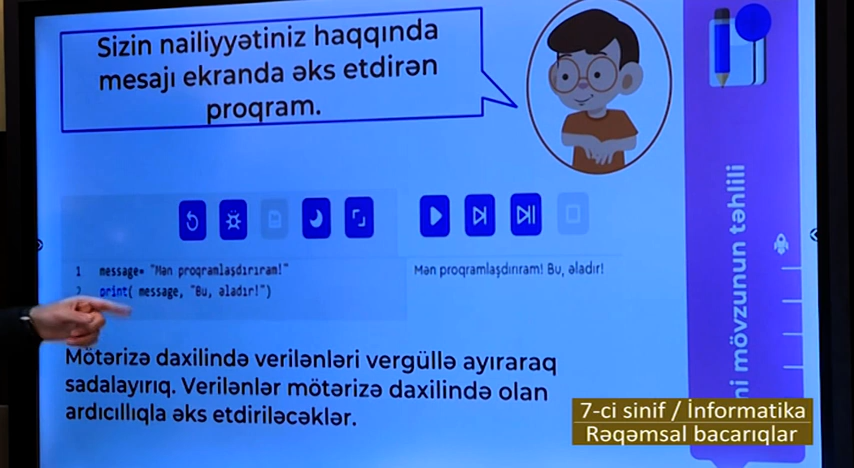 Sizin nailiyyətiniz haqqında
mesajı ekranda əks etdirən
proqram.
1 message= "Mən proqramlaşdırıram!"
2 print( message, "Bu, əladır!")
Mən proqramlaşdırıram! Bu, əladır!
Mötərizə daxilində verilənləri vergüllə ayıraraq
sadalayırıq. Verilənlər mötərizə daxilində olan
ardıcıllıqla əks etdiriləcəklər.
ni mövzunun təhlili
7-ci sinif / İnformatika
Rəqəmsal bacarıqlar